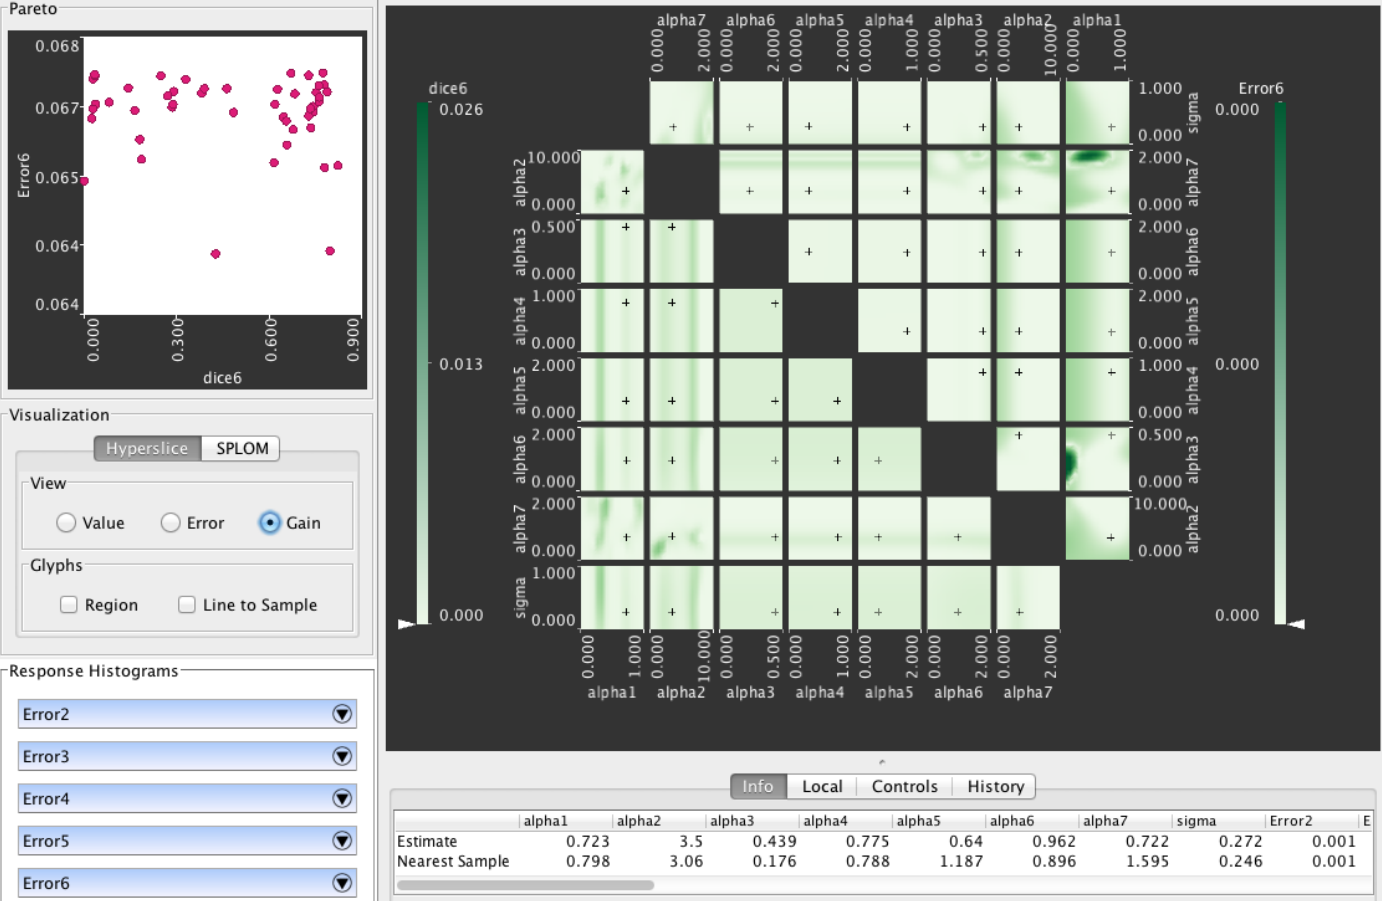 Pareto
0.068
0.067
0.065
0.064
0.064
Error6
0.000
0.300
0.600
0.900
dice6
Visualization
Hyperslice SPLOM
View
Value Error Gain
Glyphs
Region Line to Sample
Response Histograms
Error2
Error3
Error4
Error5
Error6
alpha7 alpha6 alpha5 alpha4 alpha3 alpha2 alpha1
0.000 2.000 0.000 2.000 0.000 2.000 0.000 1.000 0.000 0.500 0.000 10.000 0.000 1.000
dice6
0.026
0.013
0.000
Error6
0.000
0.000
0.000
1.000
0.000
sigma
alpha2
10.000
0.000
2.000
0.000
alpha7
alpha3
0.500
0.000
2.000
0.000
alpha6
alpha4
1.000
0.000
2.000
0.000
alpha5
alpha5
2.000
0.000
1.000
0.000
alpha4
alpha6
2.000
0.000
0.500
0.000
alpha3
alpha7
2.000
0.000
10.000
0.000
alpha2
sigma
1.000
0.000
0.000 1.000 0.000 10.000 0.000 0.500 0.000 1.000 0.000 2.000 0.000 2.000 0.000 2.000
alpha1 alpha2 alpha3 alpha4 alpha5 alpha6 alpha7
Info Local Controls History
alpha1 alpha2 alpha3 alpha4 alpha5 alpha6 alpha7 sigma Error2 E
Estimate 0.723 3.5 0.439 0.775 0.64 0.962 0.722 0.272 0.001
Nearest Sample 0.798 3.06 0.176 0.788 1.187 0.896 1.595 0.246 0.001